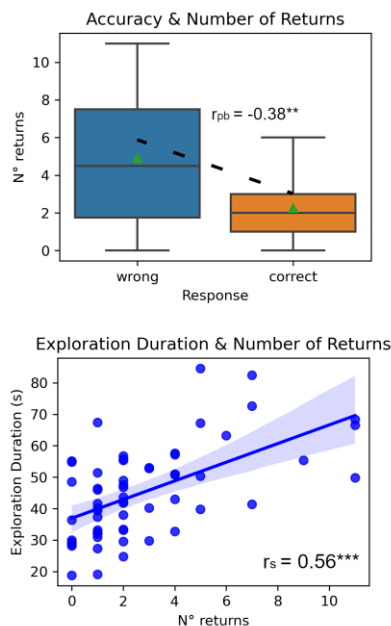 Accuracy & Number of Returns
10
8
6
4
2
0
N° returns
rpb = -0.38**
wrong correct
Response
Exploration Duration & Number of Returns
80
70
60
50
40
30
20
Exploration Duration (s)
rs = 0.56***
0 2 4 6 8 10
N° returns